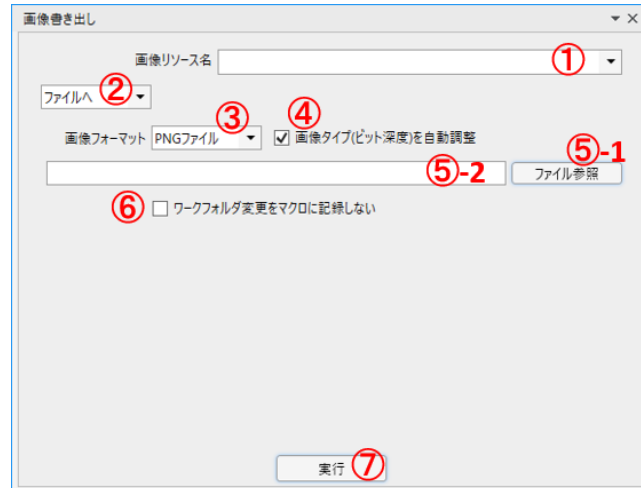 画像書き出し
画像リソース名 ①
ファイルへ ②
③ ④
画像フォーマット PNGファイル 画像タイプ(ビット深度)を自動調整
⑤-1
⑤-2 ファイル参照
⑥ ワークフォルダ変更をマクロに記録しない
実行 ⑦